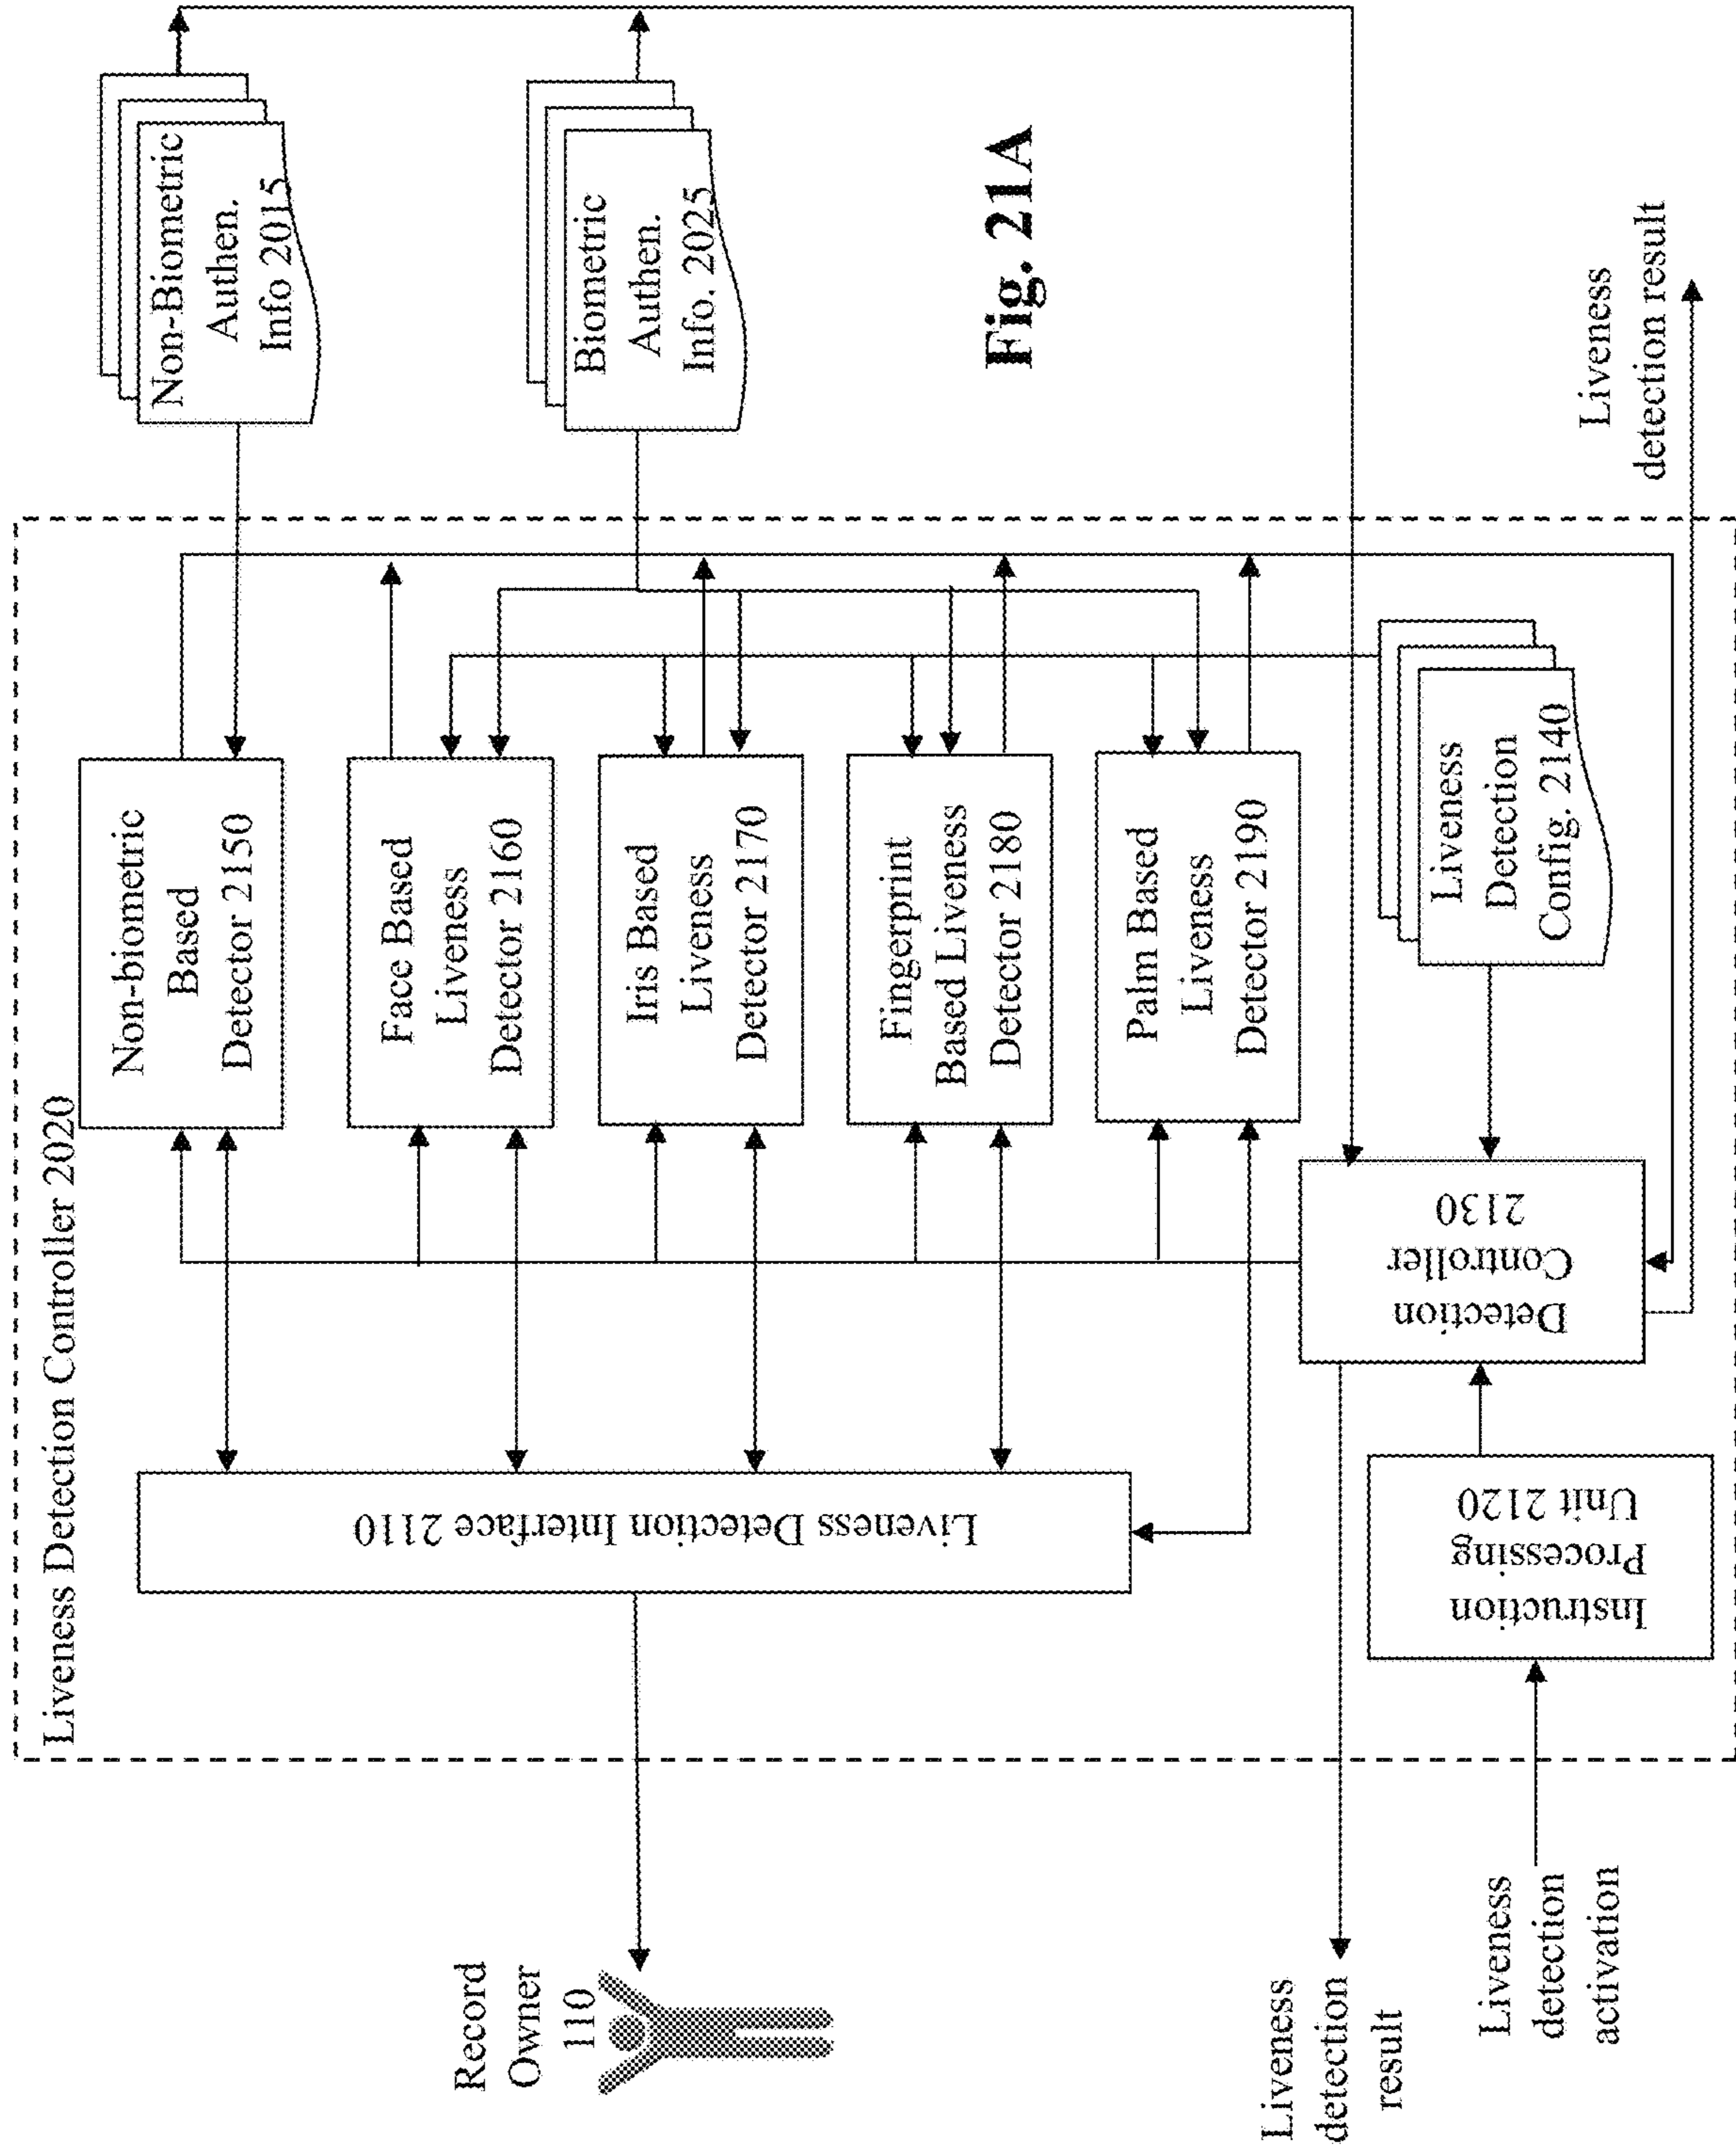 Liveness Detection Controller 2020
Non-Biometric
Authen.
Info 2015
Biometric
Authen.
Info. 2025
Non-biometric
Based
Detector 2150
Face Based
Liveness
Detector 2160
Iris Based
Liveness
Detector 2170
Fingerprint
Based Liveness
Detector 2180
Palm Based
Liveness
Detector 2190
Liveness
Detection
Config. 2140
Liveness Detection Interface 2110
Detection
Controller
2130
Instruction
Processing
Unit 2120
Record
Owner
110
Liveness
detection
result
Liveness
detection
activation
Liveness
detection result
Fig. 21A